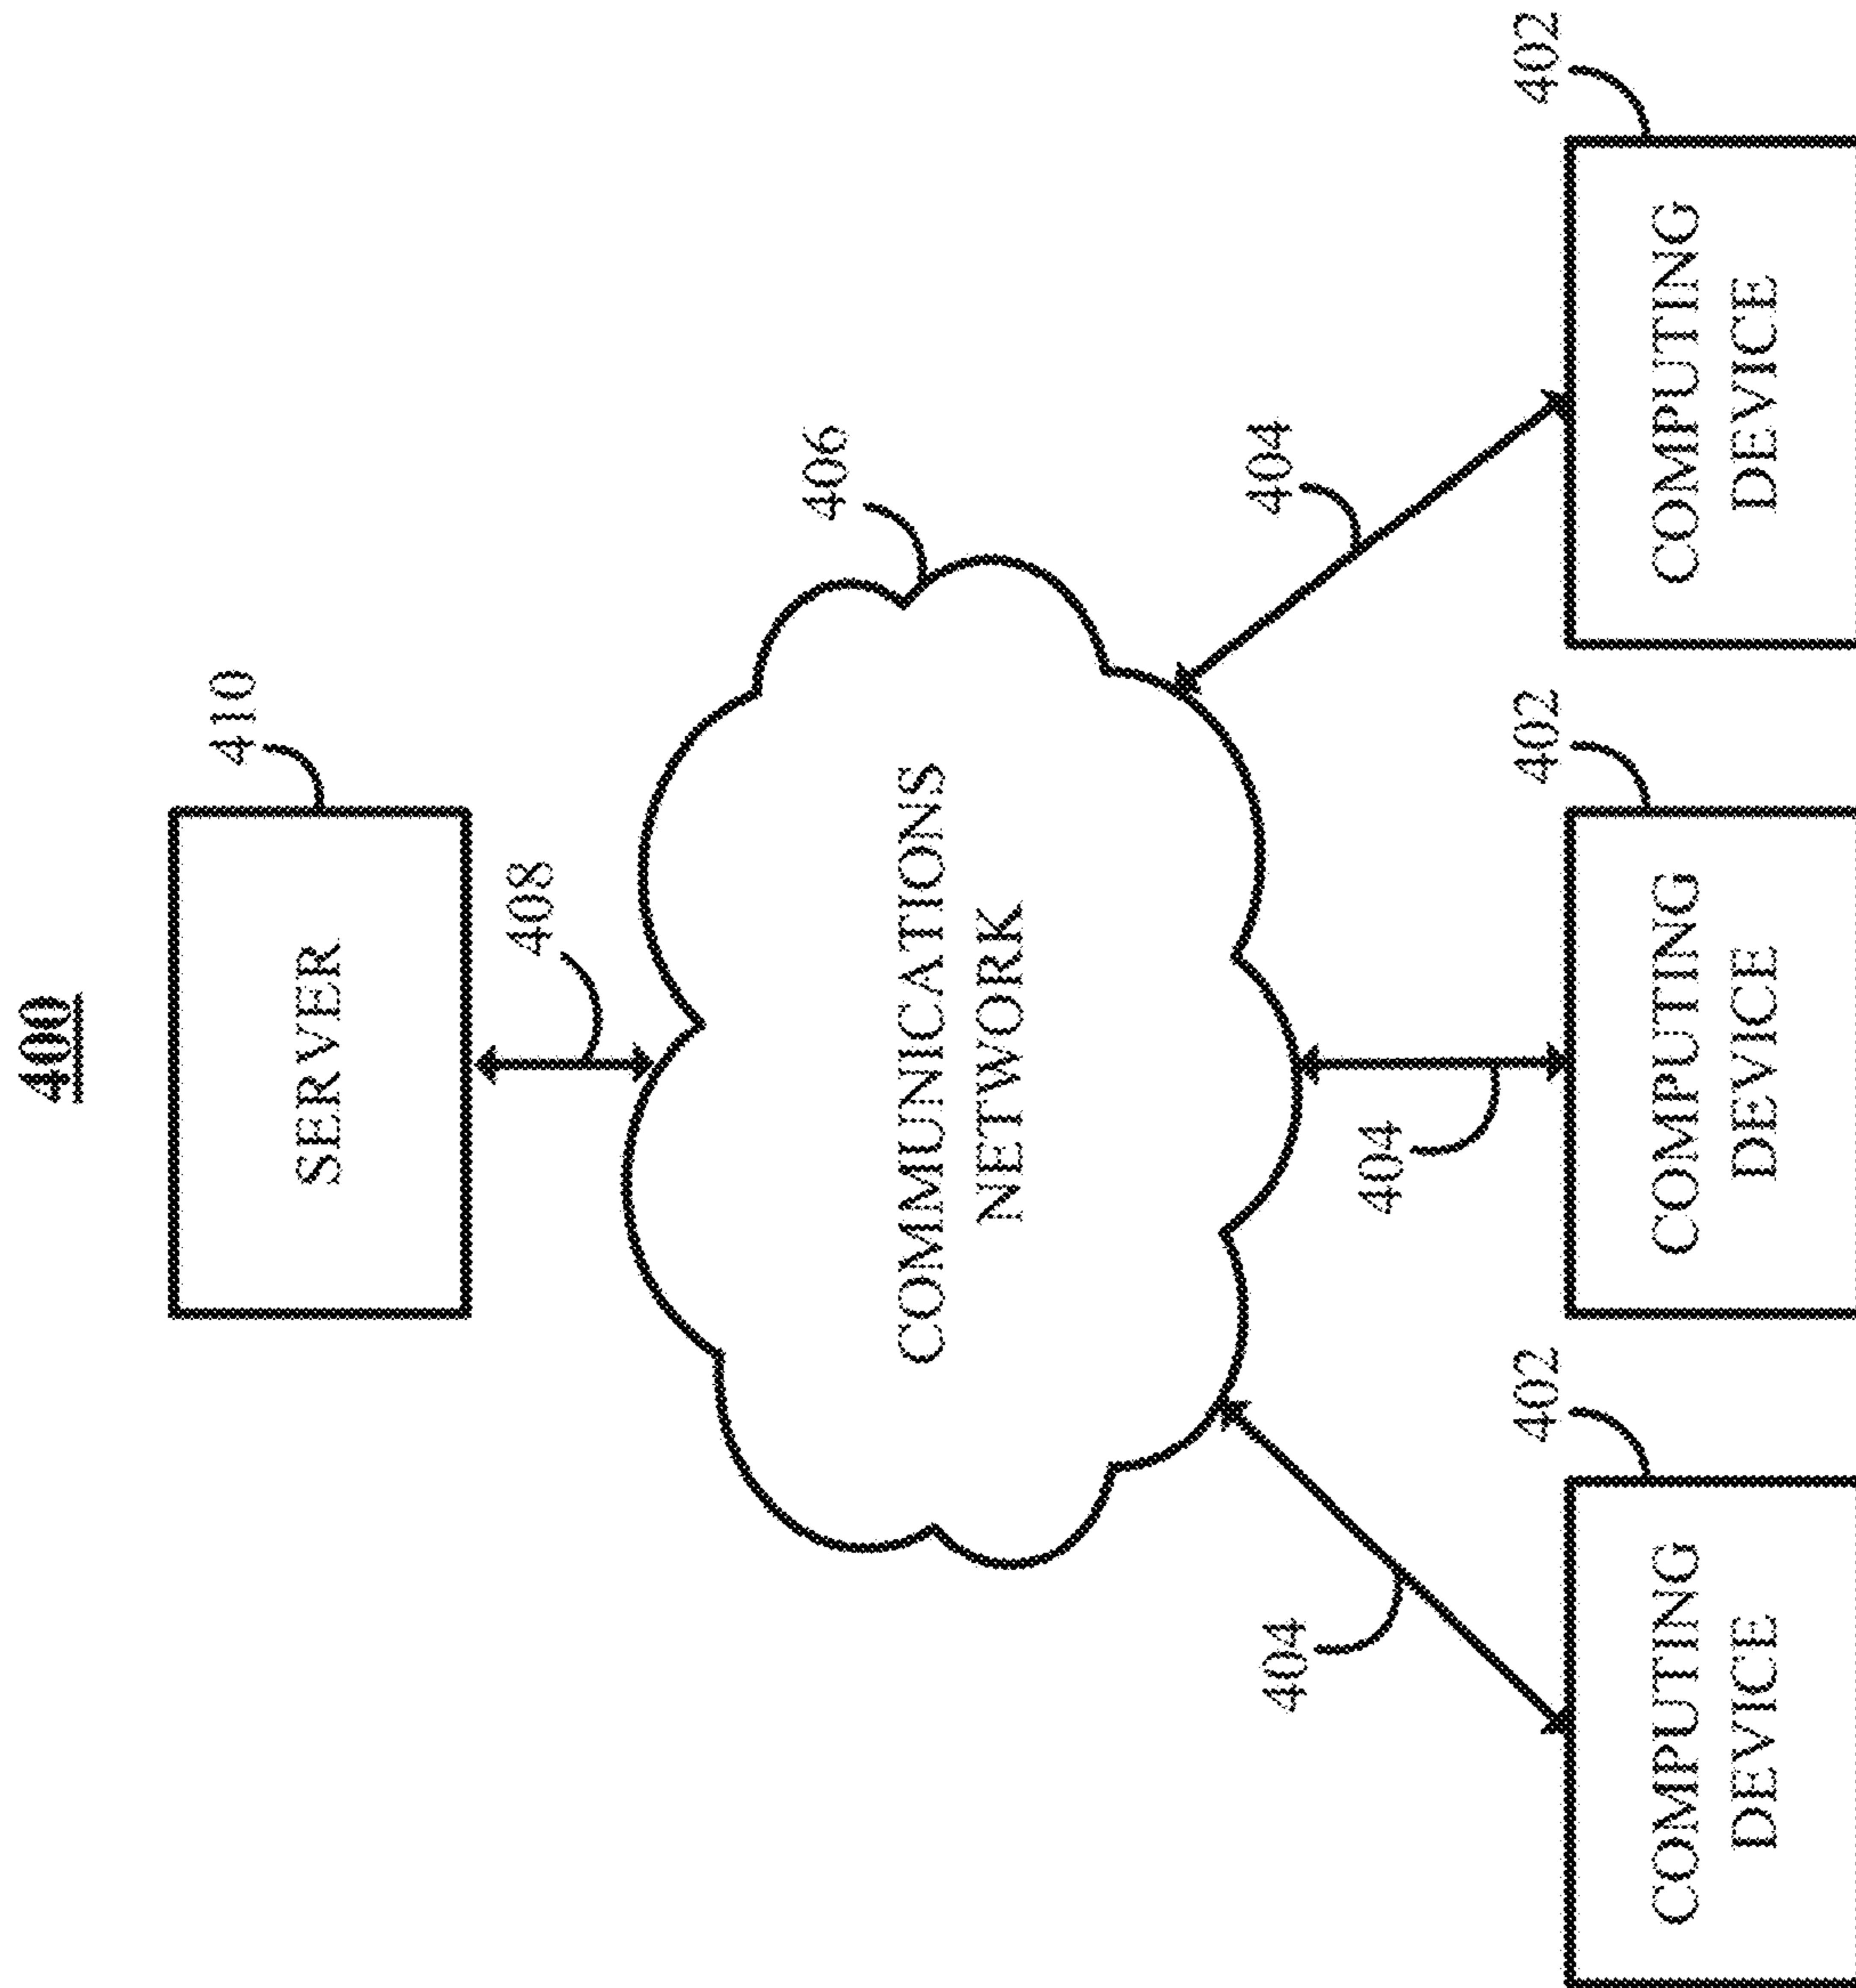 400
SERVER
410
408
COMMUNICATIONS
NETWORK
406
404
404
404
COMPUTING
DEVICE
402
COMPUTING
DEVICE
402
COMPUTING
DEVICE
402